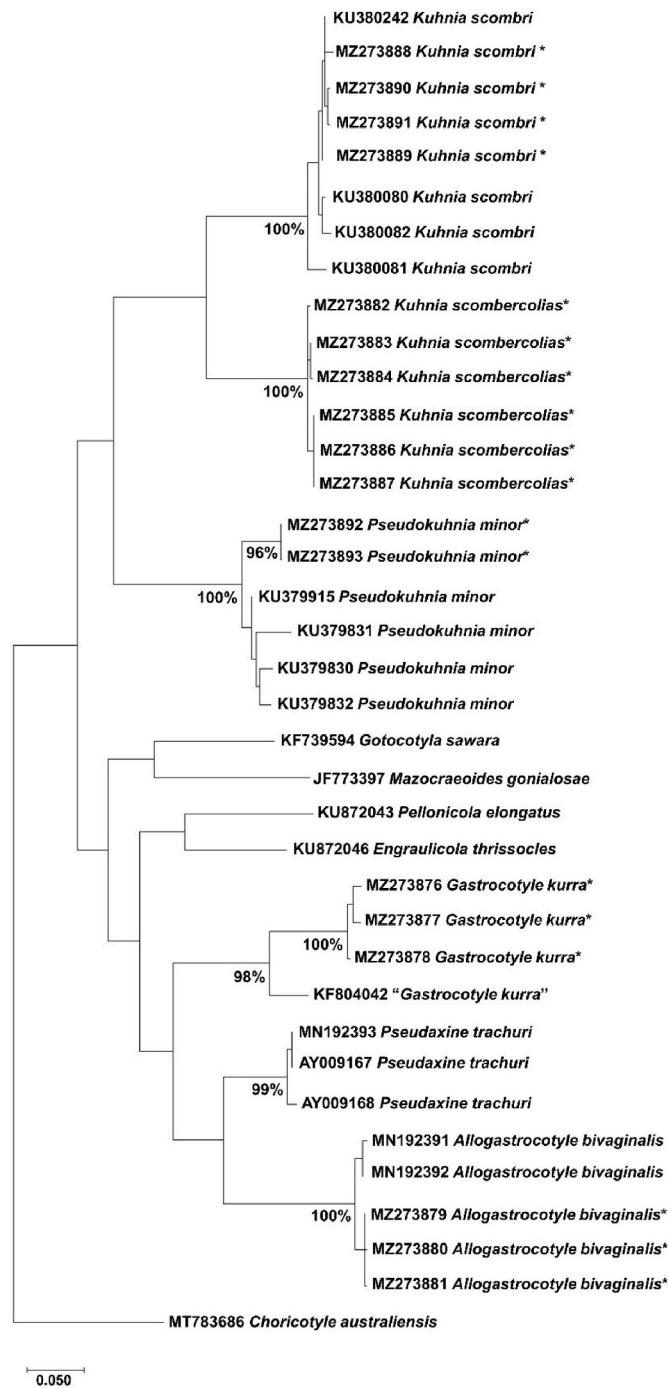 KU380242 Kuhnia scombri
MZ273888 Kuhnia scombri *
MZ273890 Kuhnia scombri *
MZ273891 Kuhnia scombri *
MZ273889 Kuhnia scombri *
KU380080 Kuhnia scombri
KU380082 Kuhnia scombri
100%
KU380081 Kuhnia scombri
MZ273882 Kuhnia scombercolias*
MZ273883 Kuhnia scombercolias*
MZ273884 Kuhnia scombercolias*
100%
MZ273885 Kuhnia scombercolias*
MZ273886 Kuhnia scombercolias*
MZ273887 Kuhnia scombercolias*
MZ273892 Pseudokuhnia minor*
96%
MZ273893 Pseudokuhnia minor*
100%
KU379915 Pseudokuhnia minor
KU379831 Pseudokuhnia minor
KU379830 Pseudokuhnia minor
KU379832 Pseudokuhnia minor
KF739594 Gotocotyla sawara
JF773397 Mazocraeoides gonialosae
KU872043 Pellonicola elongatus
KU872046 Engraulicola thrissocles
MZ273876 Gastrocotyle kurra*
MZ273877 Gastrocotyle kurra*
100%
MZ273878 Gastrocotyle kurra*
98%
KF804042 “Gastrocotyle kurra”
MN192393 Pseudaxine trachuri
AY009167 Pseudaxine trachuri
99%
AY009168 Pseudaxine trachuri
MN192391 Allogastrocotyle bivaginalis
MN192392 Allogastrocotyle bivaginalis
100%
MZ273879 Allogastrocotyle bivaginalis*
MZ273880 Allogastrocotyle bivaginalis*
MZ273881 Allogastrocotyle bivaginalis*
MT783686 Choricotyle australiensis
0.050